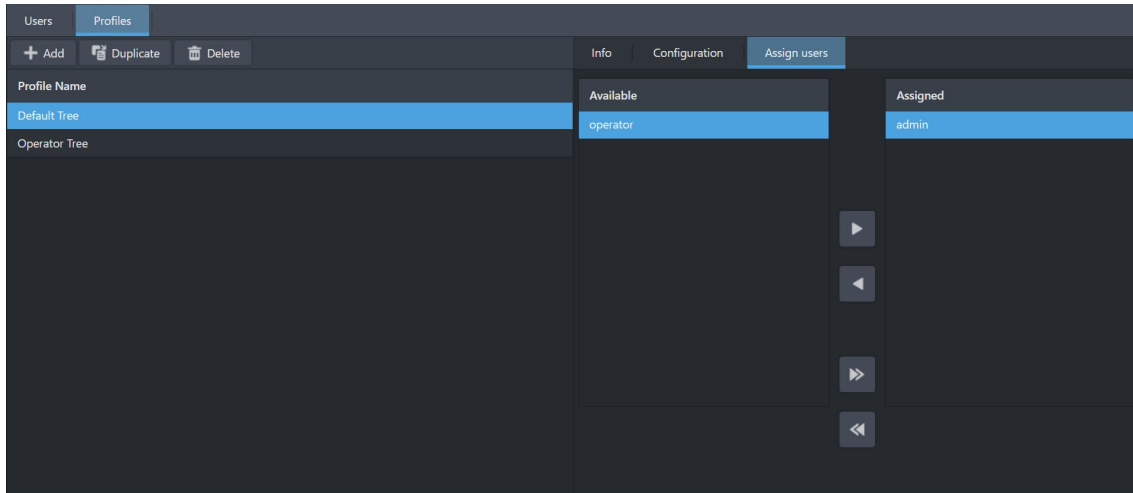 Users Profiles
Add Duplicate Delete
Info Configuration Assign users
Profile Name
Default Tree
Operator Tree
Available Assigned
operator admin